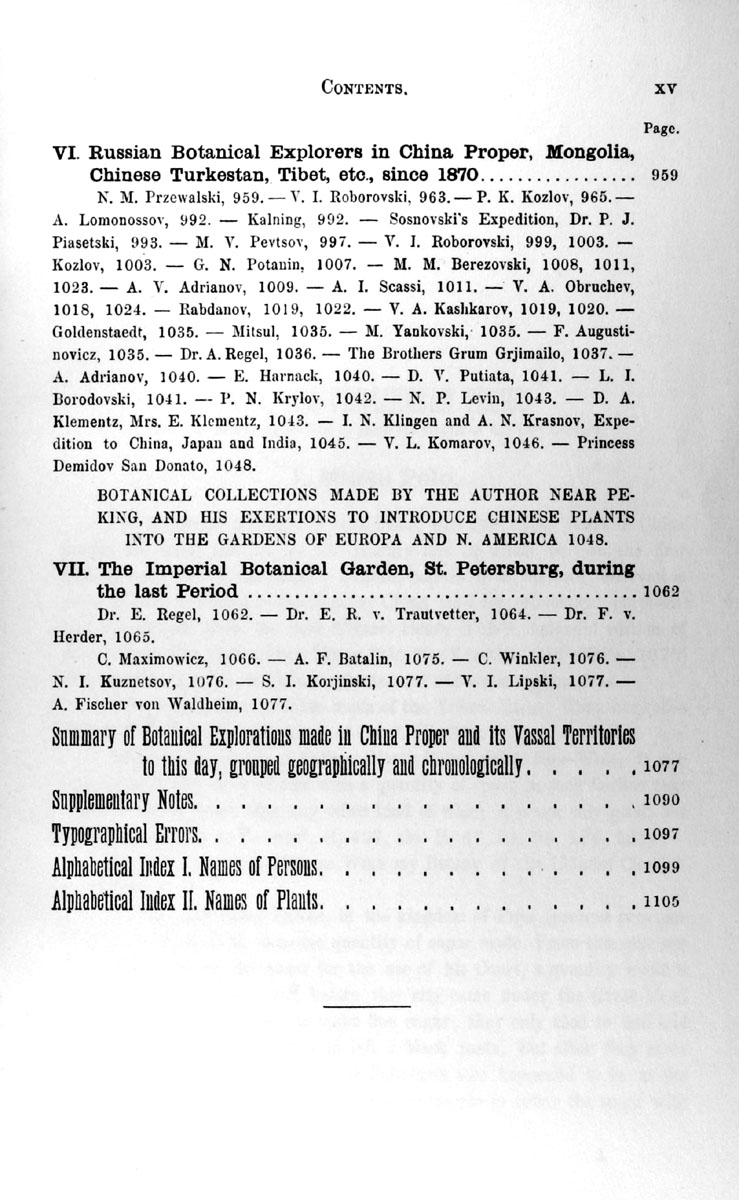 CONTENTS. XV
Page.
VI. Russian Botanical Explorers in China Proper, Mongolia,
Chinese Turkestan, Tibet, etc., since 1870................. 959
N. M. Przewalski, 959. — V. I. Roborovski, 963. — P. K. Kozlov, 965. —
A. Lomonossov, 992. — Kalning, 992. — Sosnovski's Expedition, Dr. P. J.
Piasetski, 993. — M. V. Pevtsov, 997. — V. I. Roborovski, 999, 1003. —
Kozlov, 1003. — G. N. Potanin, 1007. — M. M. Berezovski, 1008, 1011,
1023. — A. V. Adrianov, 1009. — A. I. Scassi, 1011. — V. A. Obruchev,
1018, 1024. — Rabdanov, 1019, 1022. — V. A. Kashkarov, 1019, 1020. —
Goldenstaedt, 1035. — Mitsul, 1035. — M. Yankovski, 1035. — F. Augusti-
novicz, 1035. — Dr. A. Regel, 1036. — The Brothers Grum Grjimailo, 1037. —
A. Adrianov, 1040. — E. Harnack, 1040. — D. V. Putiata, 1041. — L. I.
Borodovski, 1041. — P. N. Krylov, 1042. — N. P. Levin, 1043. — D. A.
Klementz, Mrs. E. Klementz, 1043. — I. N. Klingen and A. N. Krasnov, Expe-
dition to China, Japan and India, 1045. — V. L. Komarov, 1046. — Princess
Demidov San Donato, 1048.
BOTANICAL COLLECTIONS MADE BY THE AUTHOR NEAR PE-
KING, AND HIS EXERTIONS TO INTRODUCE CHINESE PLANTS
INTO THE GARDENS OF EUROPA AND N. AMERICA 1048.
VII. The Imperial Botanical Garden, St. Petersburg, during
the last Period ........................................... 1062
Dr. E. Regel, 1062. — Dr. E. R. v. Trautvetter, 1064. — Dr. F. v.
Herder, 1065.
C. Maximowicz, 1066. — A. F. Batalin, 1075. — C. Winkler, 1076. —
N. I. Kuznetsov, 1076. — S. I. Korjinski, 1077. — V. I. Lipski, 1077. —
A. Fischer von Waldheim, 1077.
Summary of Botanical Explorations made in China Proper and its Vassal Territories
to this day, grouped geographically and chronologically . . . . . 1077
Supplementary Notes. . . . . . . . . . . . . . . . . . 1090
Typographical Errors. . . . . . . . . . . . . . . . . . 1097
Alphabetical Index I. Names of Persons. . . . . . . . . . . . . 1099
Alphabetical Index II. Names of Plants. . . . . . . . . . . . . 1105